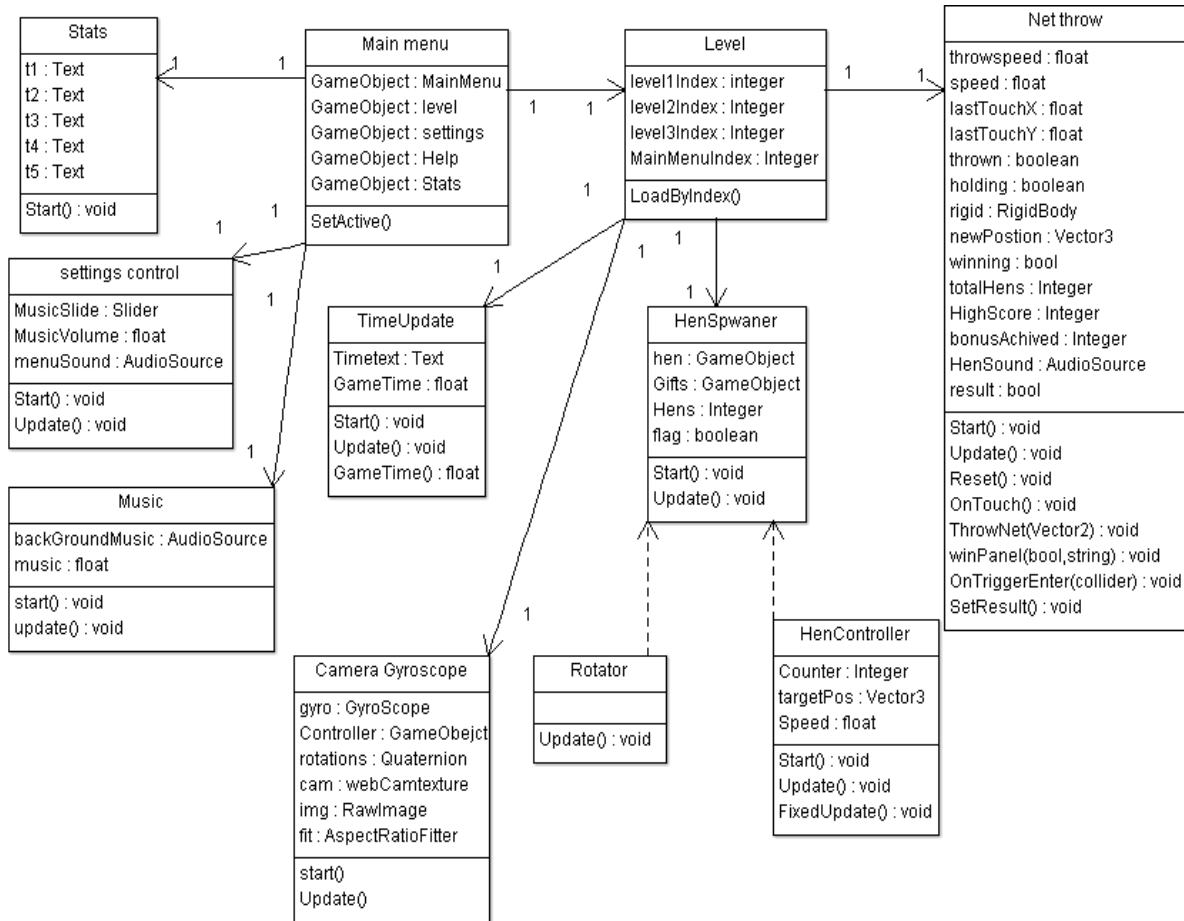 Stats
t1 : Text
t2 : Text
t3 : Text
t4 : Text
t5 : Text
Start() : void
1
1
Main menu
GameObject : MainMenu
GameObject : level
GameObject : settings
GameObject : Help
GameObject : Stats
SetActive()
1
1
Level
level1Index : integer
level2Index : Integer
level3Index : Integer
MainMenuIndex : Integer
LoadByIndex()
1
1
Net throw
throwspeed : float
speed : float
lastTouchX : float
lastTouchY : float
thrown : boolean
holding : boolean
rigid : RigidBody
newPostion : Vector3
winning : bool
totalHens : Integer
HighScore : Integer
bonusAchived : Integer
HenSound : AudioSource
result : bool
Start() : void
Update() : void
Reset() : void
OnTouch() : void
ThrowNet(Vector2) : void
winPanel(bool,string) : void
OnTriggerEnter(collider) : void
SetResult() : void
1
1
settings control
MusicSlide : Slider
MusicVolume : float
menuSound : AudioSource
Start() : void
Update() : void
1
1
1
1
1
1
1
1
TimeUpdate
Timetext : Text
GameTime : float
Start() : void
Update() : void
GameTime() : float
HenSpwaner
hen : GameObject
Gifts : GameObject
Hens : Integer
flag : boolean
Start() : void
Update() : void
Music
backGroundMusic : AudioSource
music : float
start() : void
update() : void
Camera Gyroscope
gyro : GyroScope
Controller : GameObejct
rotations : Quaternion
cam : webCamtexture
img : RawImage
fit : AspectRatioFitter
start()
Update()
Rotator
Update() : void
HenController
Counter : Integer
targetPos : Vector3
Speed : float
Start() : void
Update() : void
FixedUpdate() : void